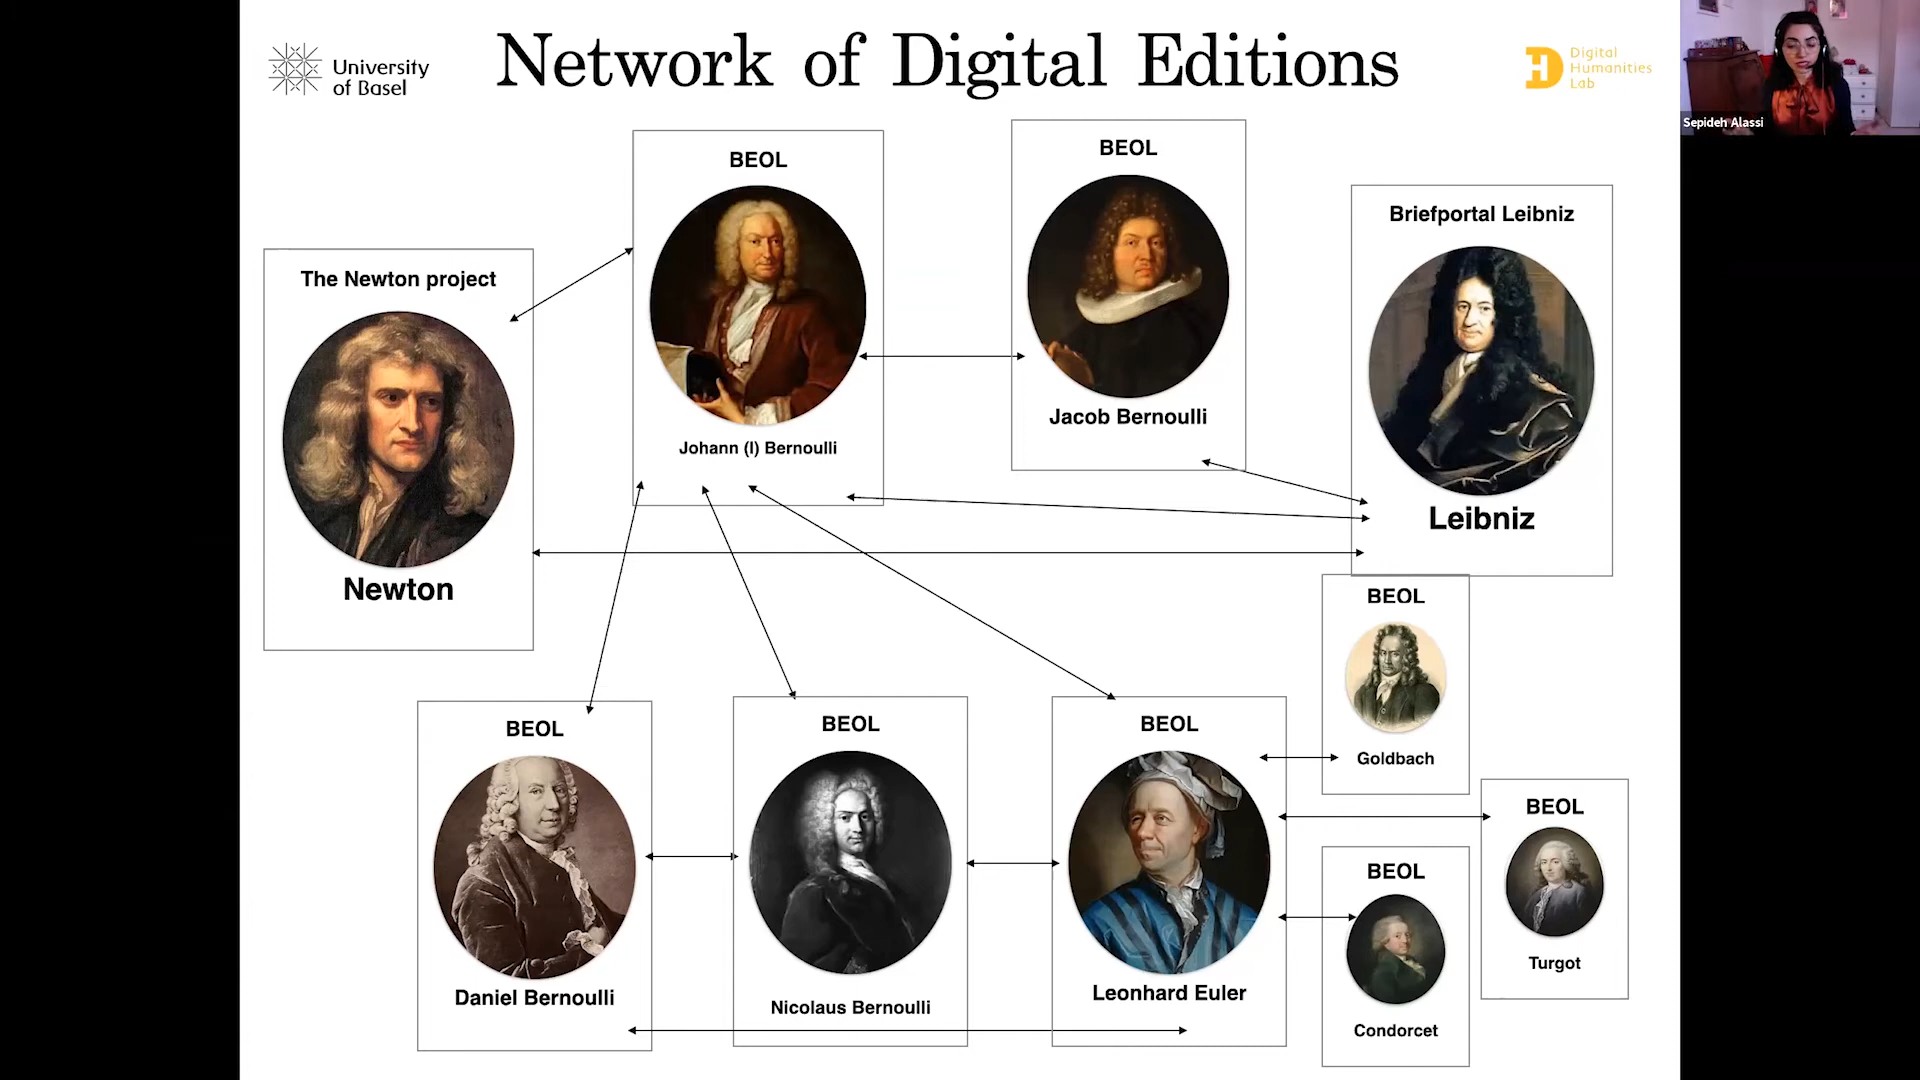 University
of Basel
Network of Digital Editions
Digital
Humanities
Lab
Sepideh Alassi
The Newton project
Newton
BEOL
Johann (I) Bernoulli
BEOL
Jacob Bernoulli
Briefportal Leibniz
Leibniz
BEOL
Daniel Bernoulli
BEOL
Nicolaus Bernoulli
BEOL
Leonhard Euler
BEOL
Goldbach
BEOL
Turgot
BEOL
Condorcet